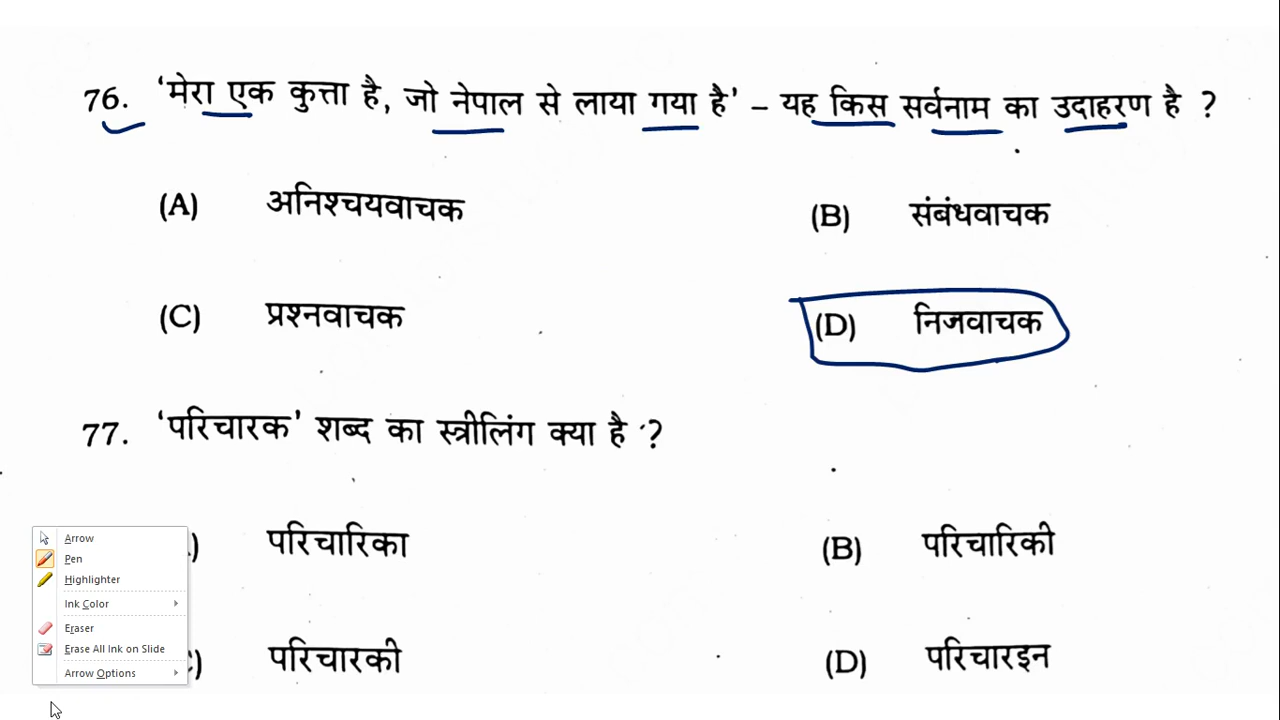 76. ‘मेरा एक कुत्ता है, जो नेपाल से लाया गया है’ – यह किस सर्वनाम का उदाहरण है ?
(A) अनिश्चयवाचक (B) संबंधवाचक
(C) प्रश्नवाचक (D) निजवाचक
77. ‘परिचारक’ शब्द का स्त्रीलिंग क्या है ?
) परिचारिका (B) परिचारिकी
) परिचारकी (D) परिचारइन
Arrow
Pen
Highlighter
Ink Color
Eraser
Erase All Ink on Slide
Arrow Options